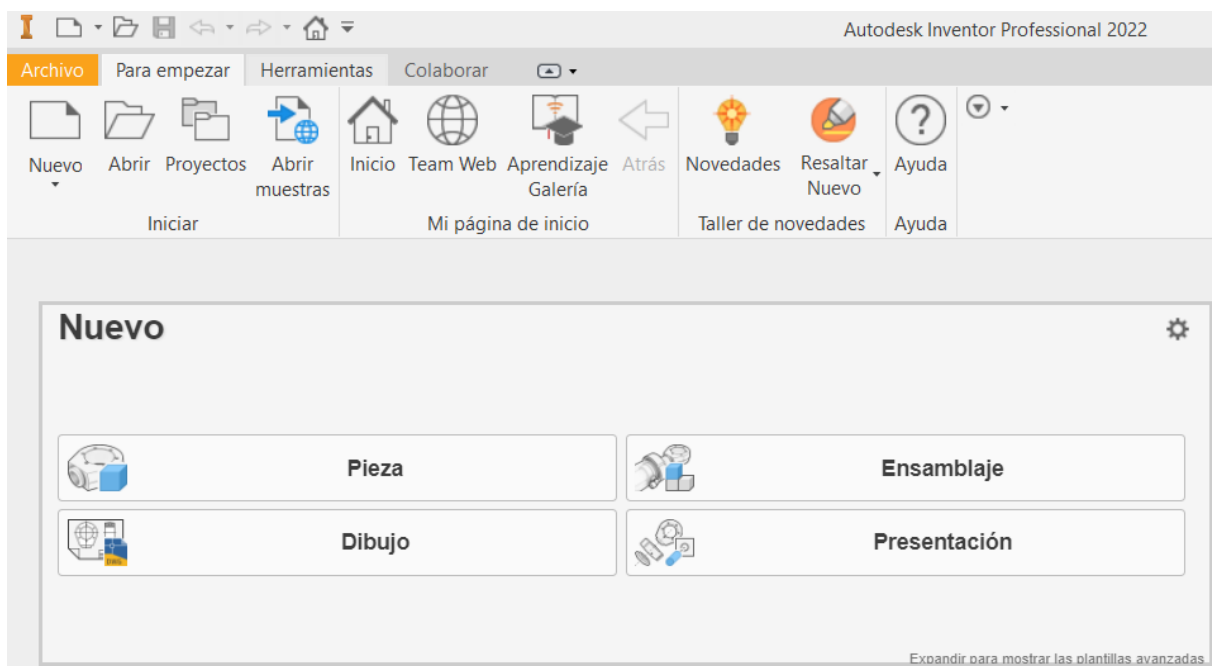 Autodesk Inventor Professional 2022
Archivo Para empezar Herramientas Colaborar
Nuevo Abrir Proyectos Abrir muestras Inicio Team Web Aprendizaje Galería Atrás Novedades Resaltar Nuevo Ayuda
Iniciar Mi página de inicio Taller de novedades Ayuda
Nuevo
Pieza Ensamblaje
DWG
Dibujo Presentación
Expandir para mostrar las plantillas avanzadas